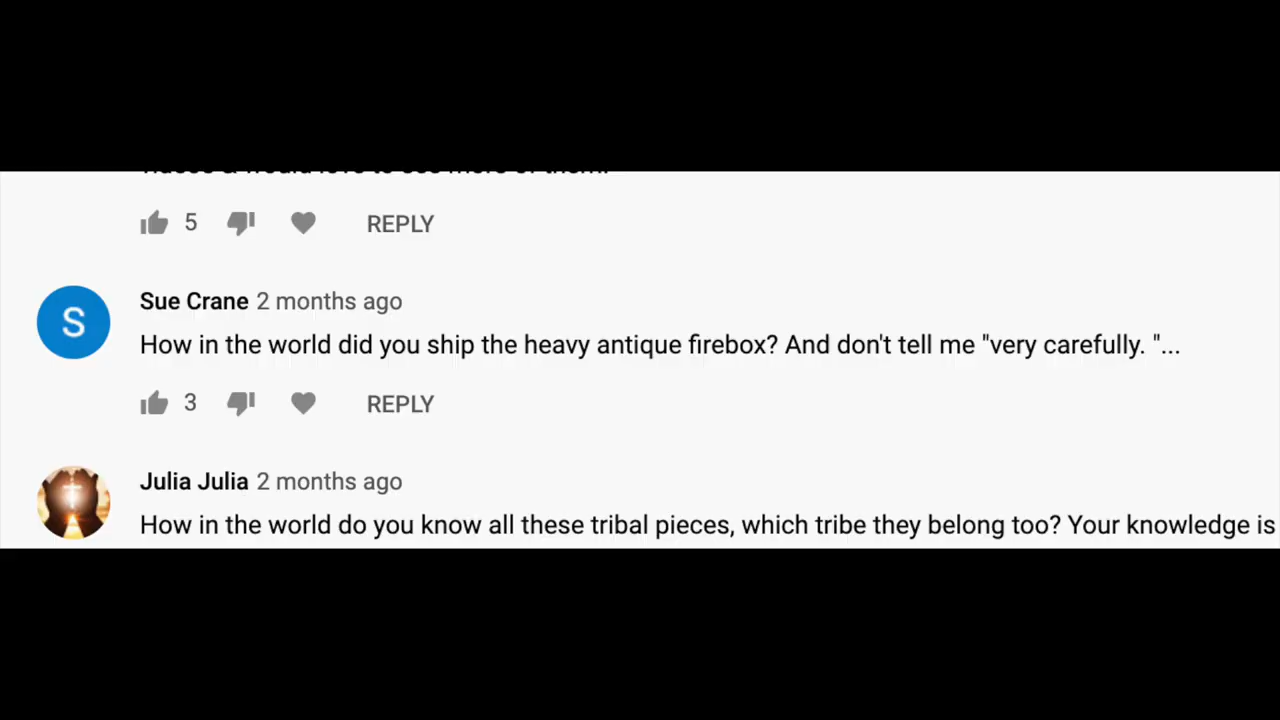 5 REPLY
S
Sue Crane 2 months ago
How in the world did you ship the heavy antique firebox? And don't tell me "very carefully. "...
3 REPLY
Julia Julia 2 months ago
How in the world do you know all these tribal pieces, which tribe they belong too? Your knowledge is